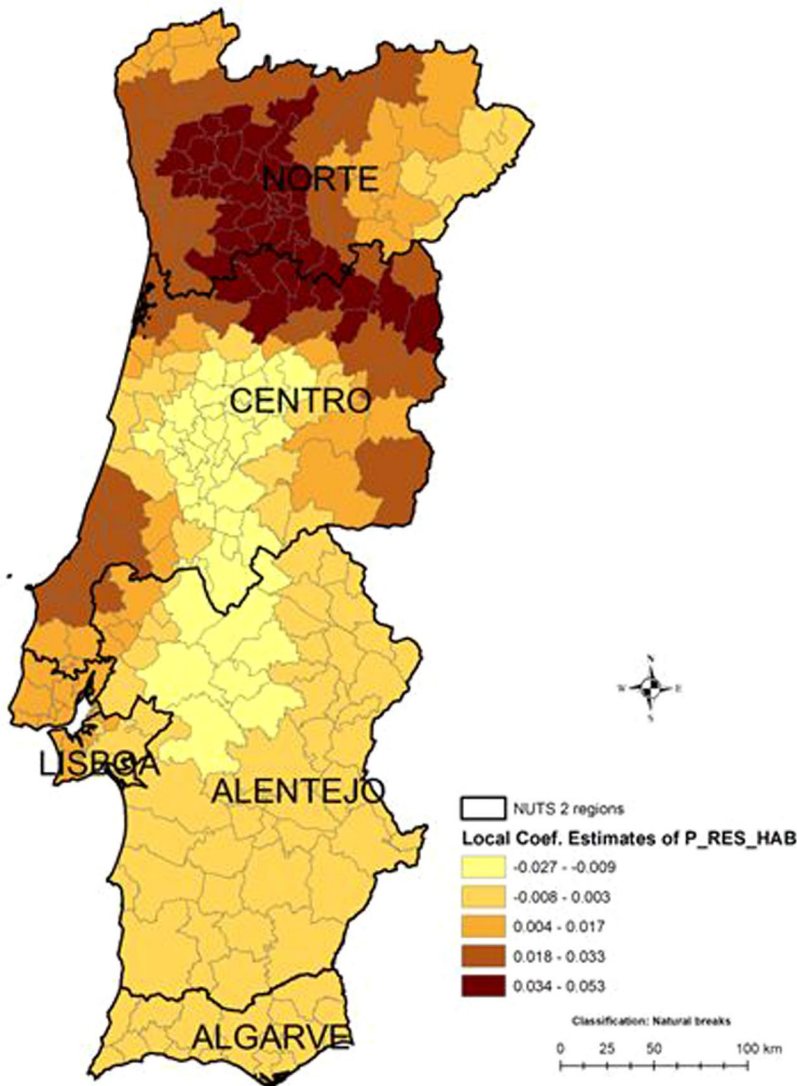 NORTE
CENTRO
N
W E
S
LISBOA
ALENTEJO
NUTS 2 regions
Local Coef. Estimates of P_RES_HAB
-0.027 - -0.009
-0.008 - 0.003
0.004 - 0.017
0.018 - 0.033
0.034 - 0.053
Classification: Natural breaks
ALGARVE
0 25 50 100 km